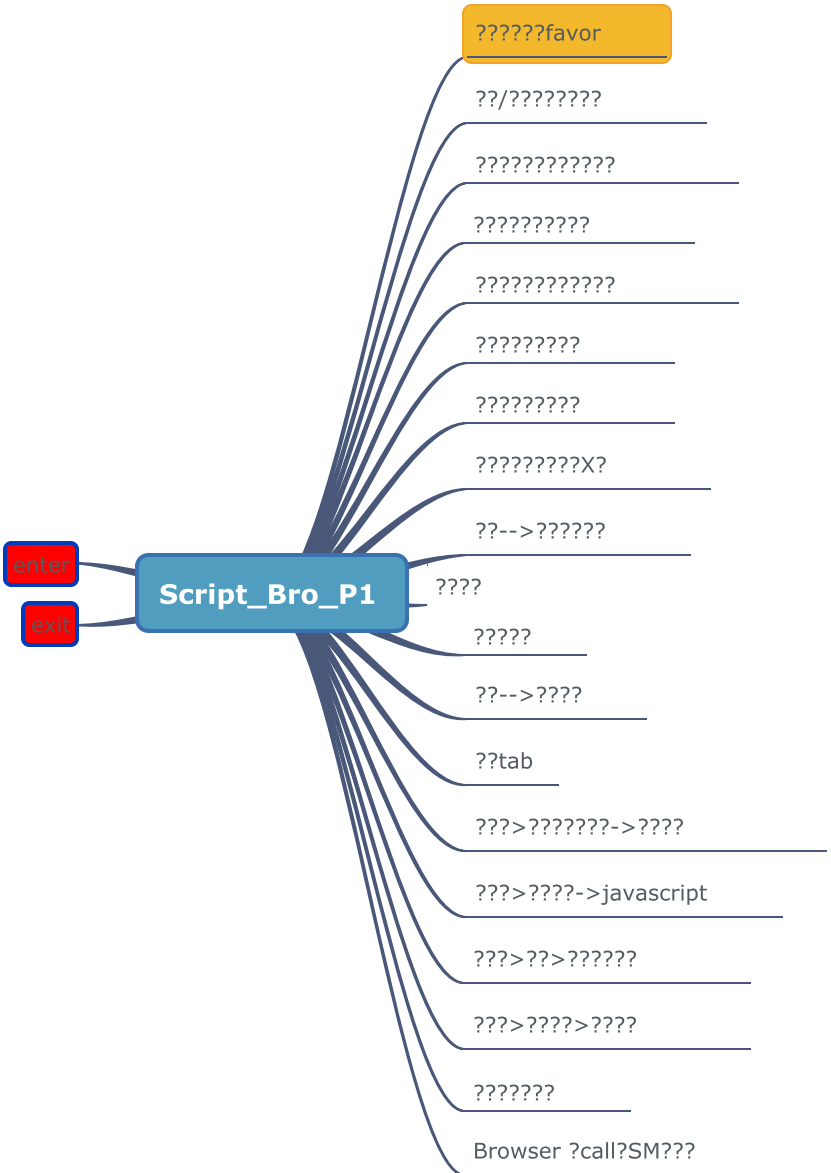 ??????favor
??/????????
????????????
??????????
????????????
?????????
?????????
?????????X?
??-->??????
enter
????
Script_Bro_P1
exit
?????
??-->????
??tab
???>???????->????
???>????->javascript
???>??>??????
???>????>????
???????
Browser ?call?SM???